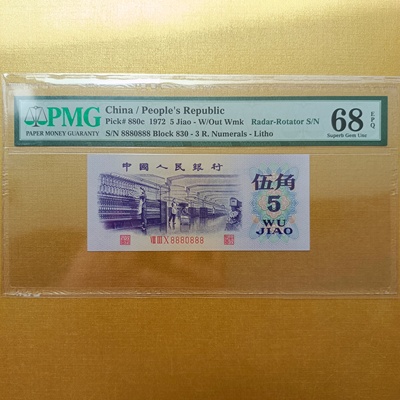 PMG
PAPER MONEY GUARANTY
China / People's Republic
Pick# 880c 1972 5 Jiao - W/Out Wmk Radar-Rotator S/N
S/N 8880888 Block 830 - 3 R. Numerals - Litho
68 EPQ
Superb Gem Unc
中國人民銀行
伍角
5
WU
JIAO
VIII III X 8880888